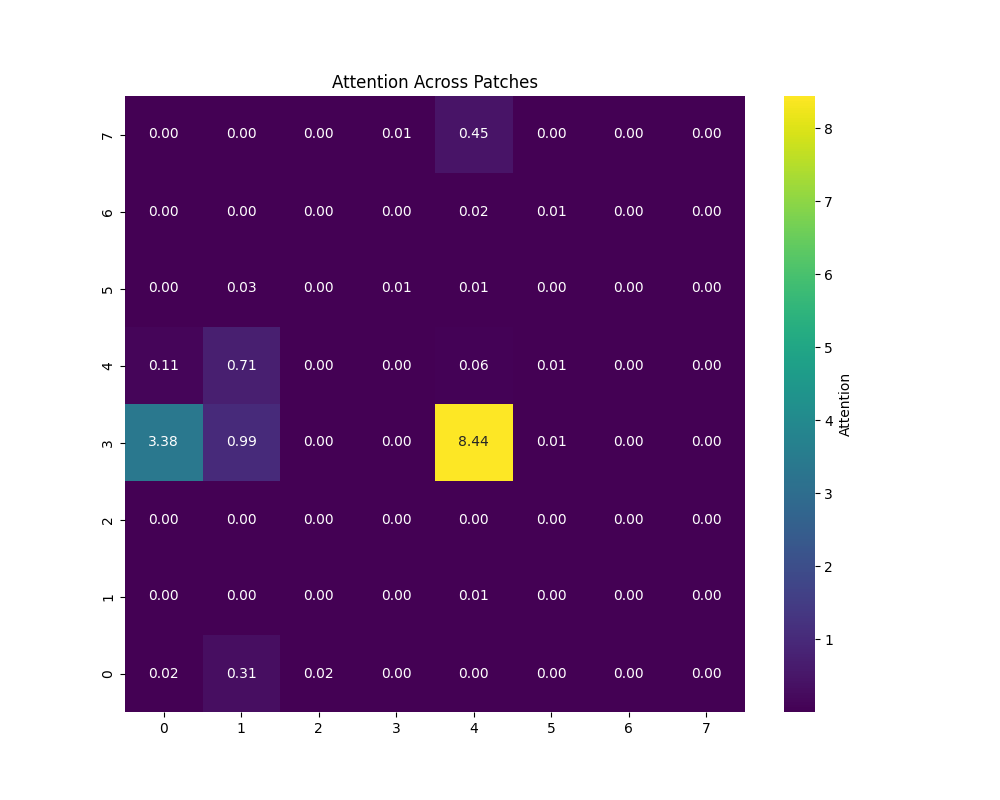 Attention Across Patches
7 0.00 0.00 0.00 0.01 0.45 0.00 0.00 0.00
6 0.00 0.00 0.00 0.00 0.02 0.01 0.00 0.00
5 0.00 0.03 0.00 0.01 0.01 0.00 0.00 0.00
4 0.11 0.71 0.00 0.00 0.06 0.01 0.00 0.00
3 3.38 0.99 0.00 0.00 8.44 0.01 0.00 0.00
2 0.00 0.00 0.00 0.00 0.00 0.00 0.00 0.00
1 0.00 0.00 0.00 0.00 0.01 0.00 0.00 0.00
0 0.02 0.31 0.02 0.00 0.00 0.00 0.00 0.00
0 1 2 3 4 5 6 7
8
7
6
5
4
3
2
1
Attention